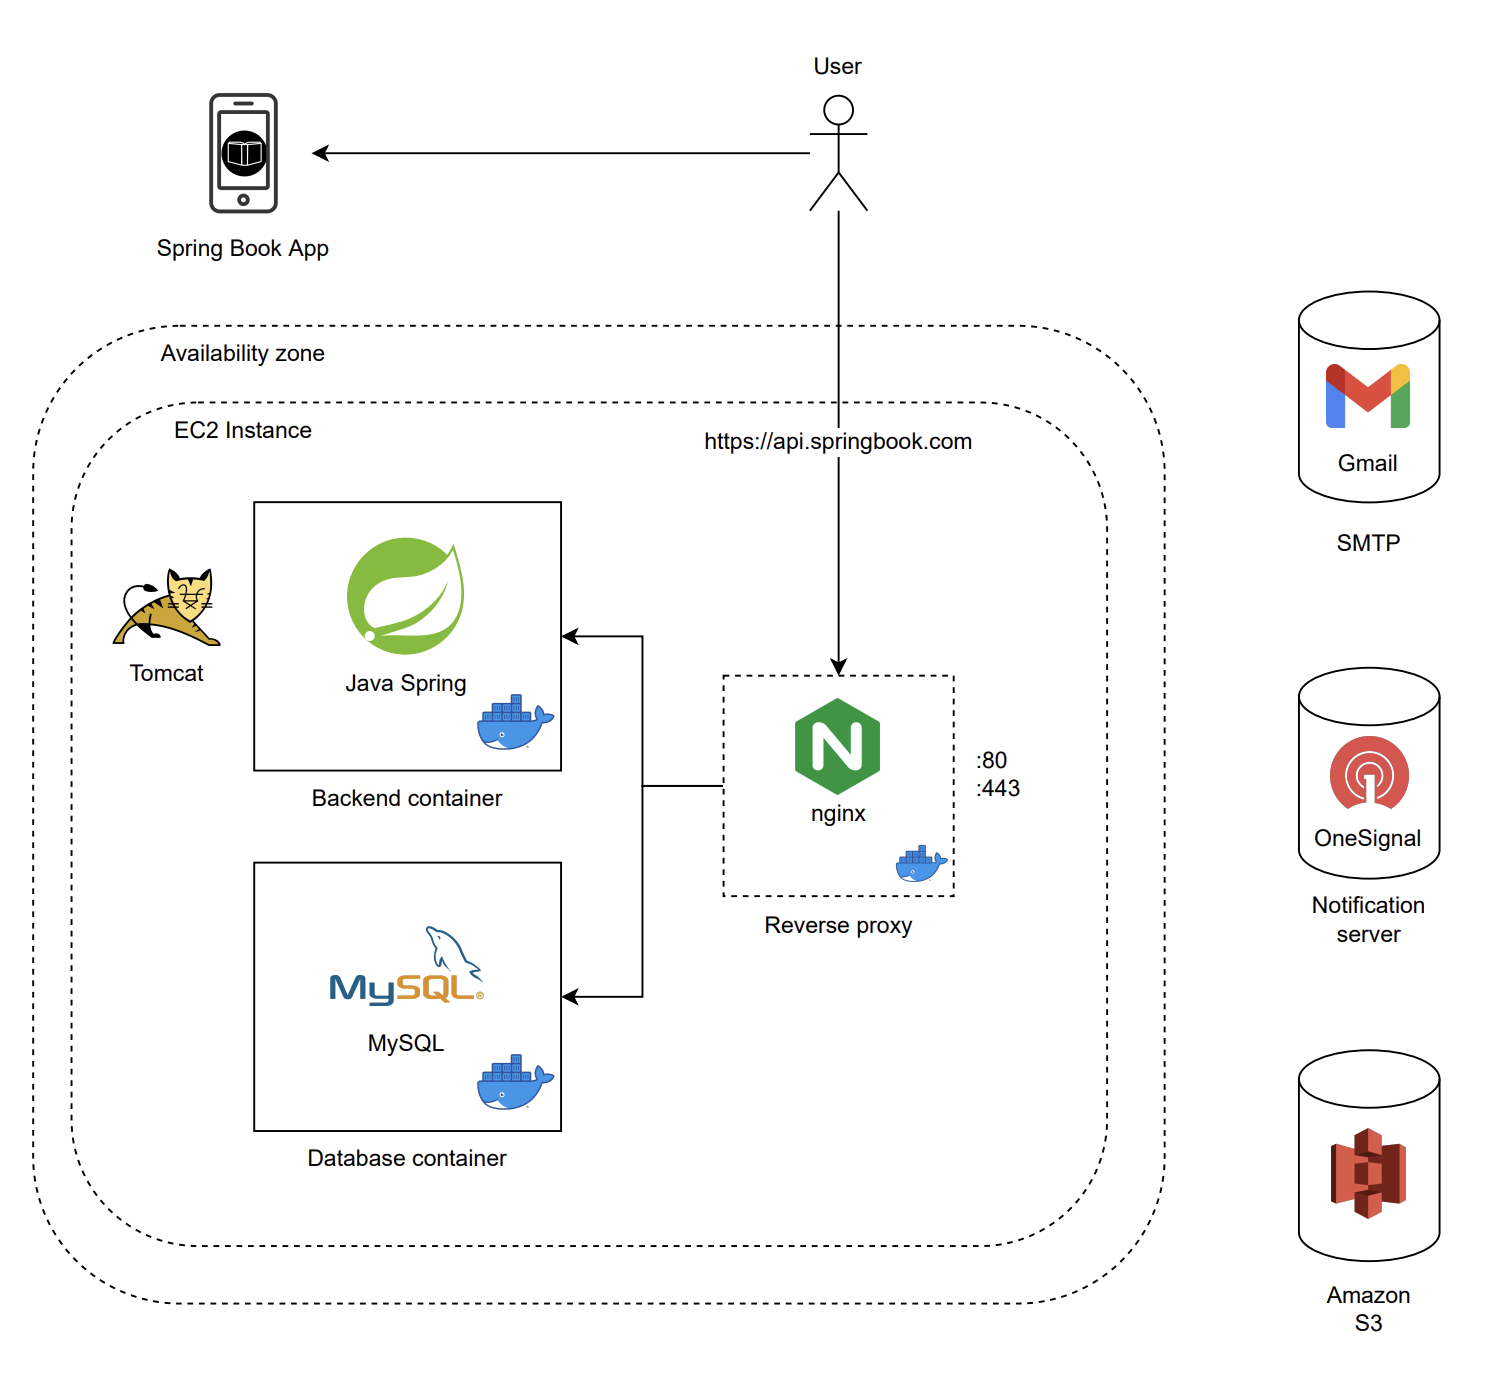 User
Spring Book App
Availability zone
EC2 Instance
https://api.springbook.com
Gmail
SMTP
Tomcat
Java Spring
Backend container
N
nginx
:80
:443
Reverse proxy
OneSignal
Notification
server
MySQL®
MySQL
Database container
Amazon
S3